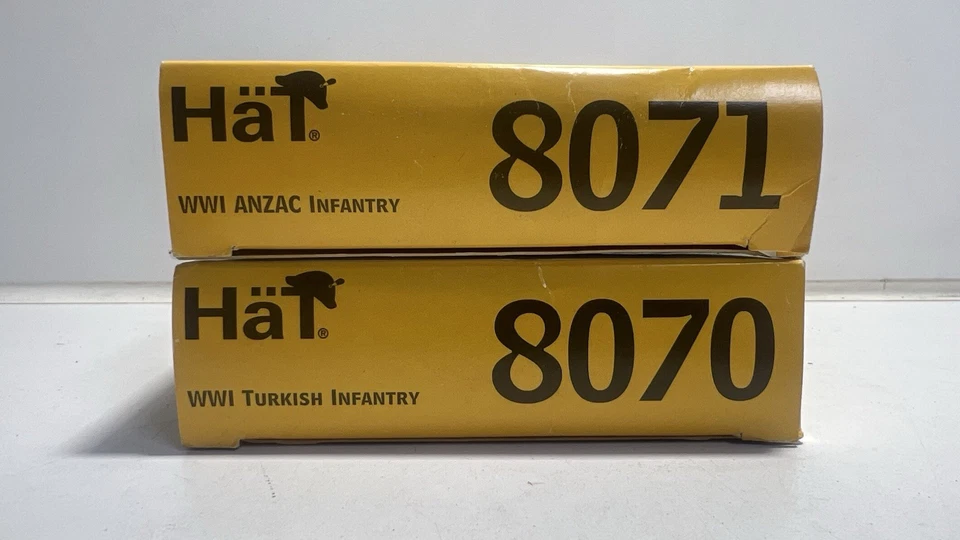 HäT®
8071
WWI ANZAC INFANTRY
HäT®
8070
WWI TURKISH INFANTRY